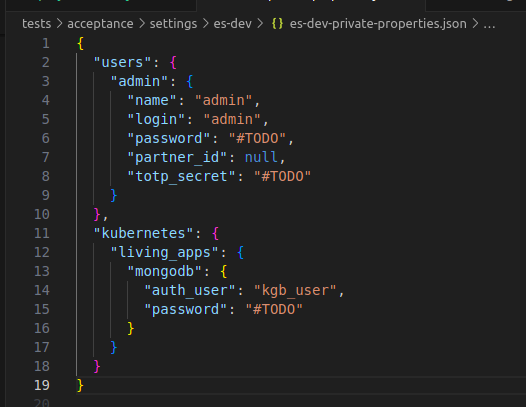 tests > acceptance > settings > es-dev > {} es-dev-private-properties.json > ...
1 {
2   "users": {
3     "admin": {
4       "name": "admin",
5       "login": "admin",
6       "password": "#TODO",
7       "partner_id": null,
8       "totp_secret": "#TODO"
9     }
10   },
11   "kubernetes": {
12     "living_apps": {
13       "mongodb": {
14         "auth_user": "kgb_user",
15         "password": "#TODO"
16       }
17     }
18   }
19 }
20